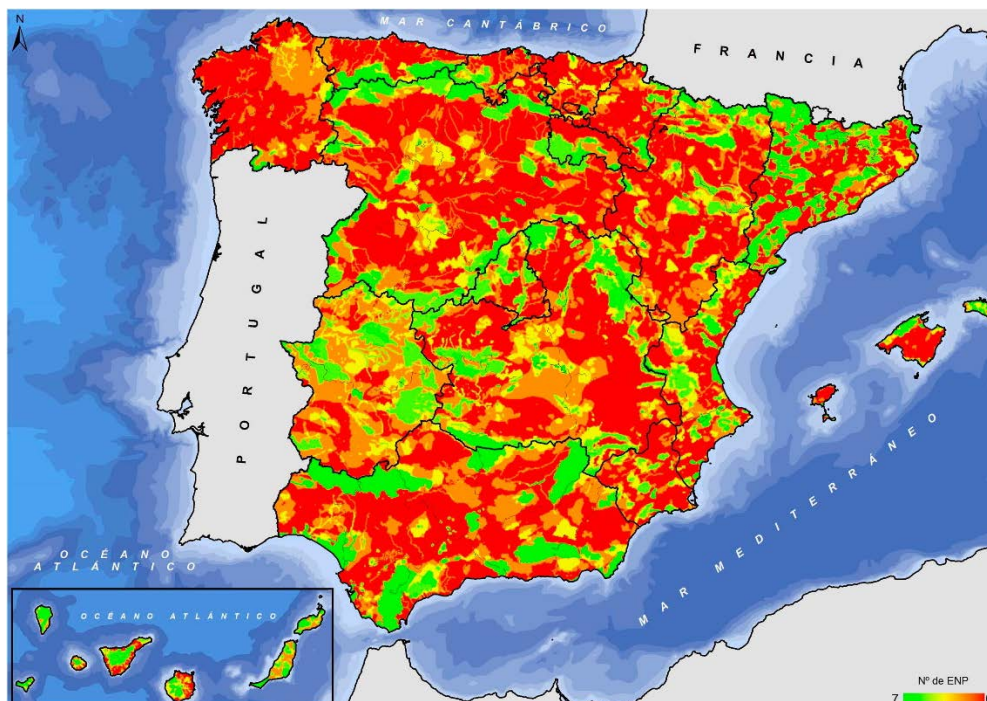 N
MAR CANTÁBRICO
FRANCIA
PORTUGAL
OCÉANO
ATLÁNTICO
MAR MEDITERRÁNEO
OCÉANO ATLÁNTICO
Nº de ENP
7